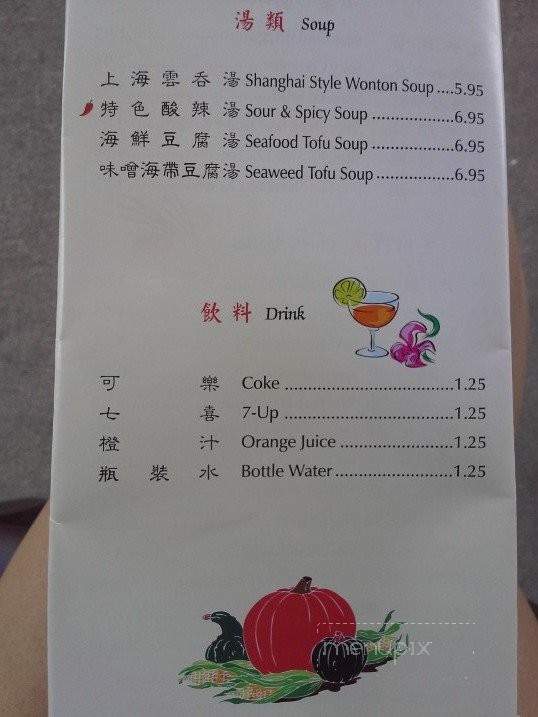 湯類 Soup
上海雲吞湯 Shanghai Style Wonton Soup....5.95
特色酸辣湯 Sour & Spicy Soup ..................6.95
海鮮豆腐湯 Seafood Tofu Soup ..................6.95
味噌海帶豆腐湯 Seaweed Tofu Soup .................6.95
飲料 Drink
可樂 Coke .....................................1.25
七喜 7-Up .....................................1.25
橙汁 Orange Juice .........................1.25
瓶裝水 Bottle Water..........................1.25
menupix